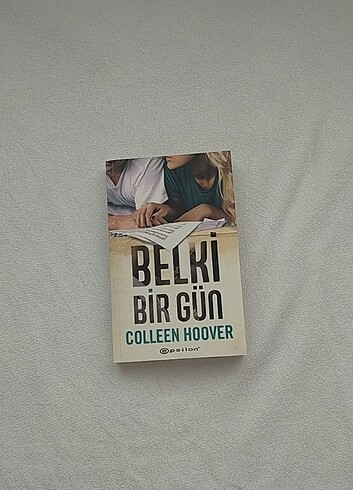 BELKİ
BİR GÜN
COLLEEN HOOVER
epsilon